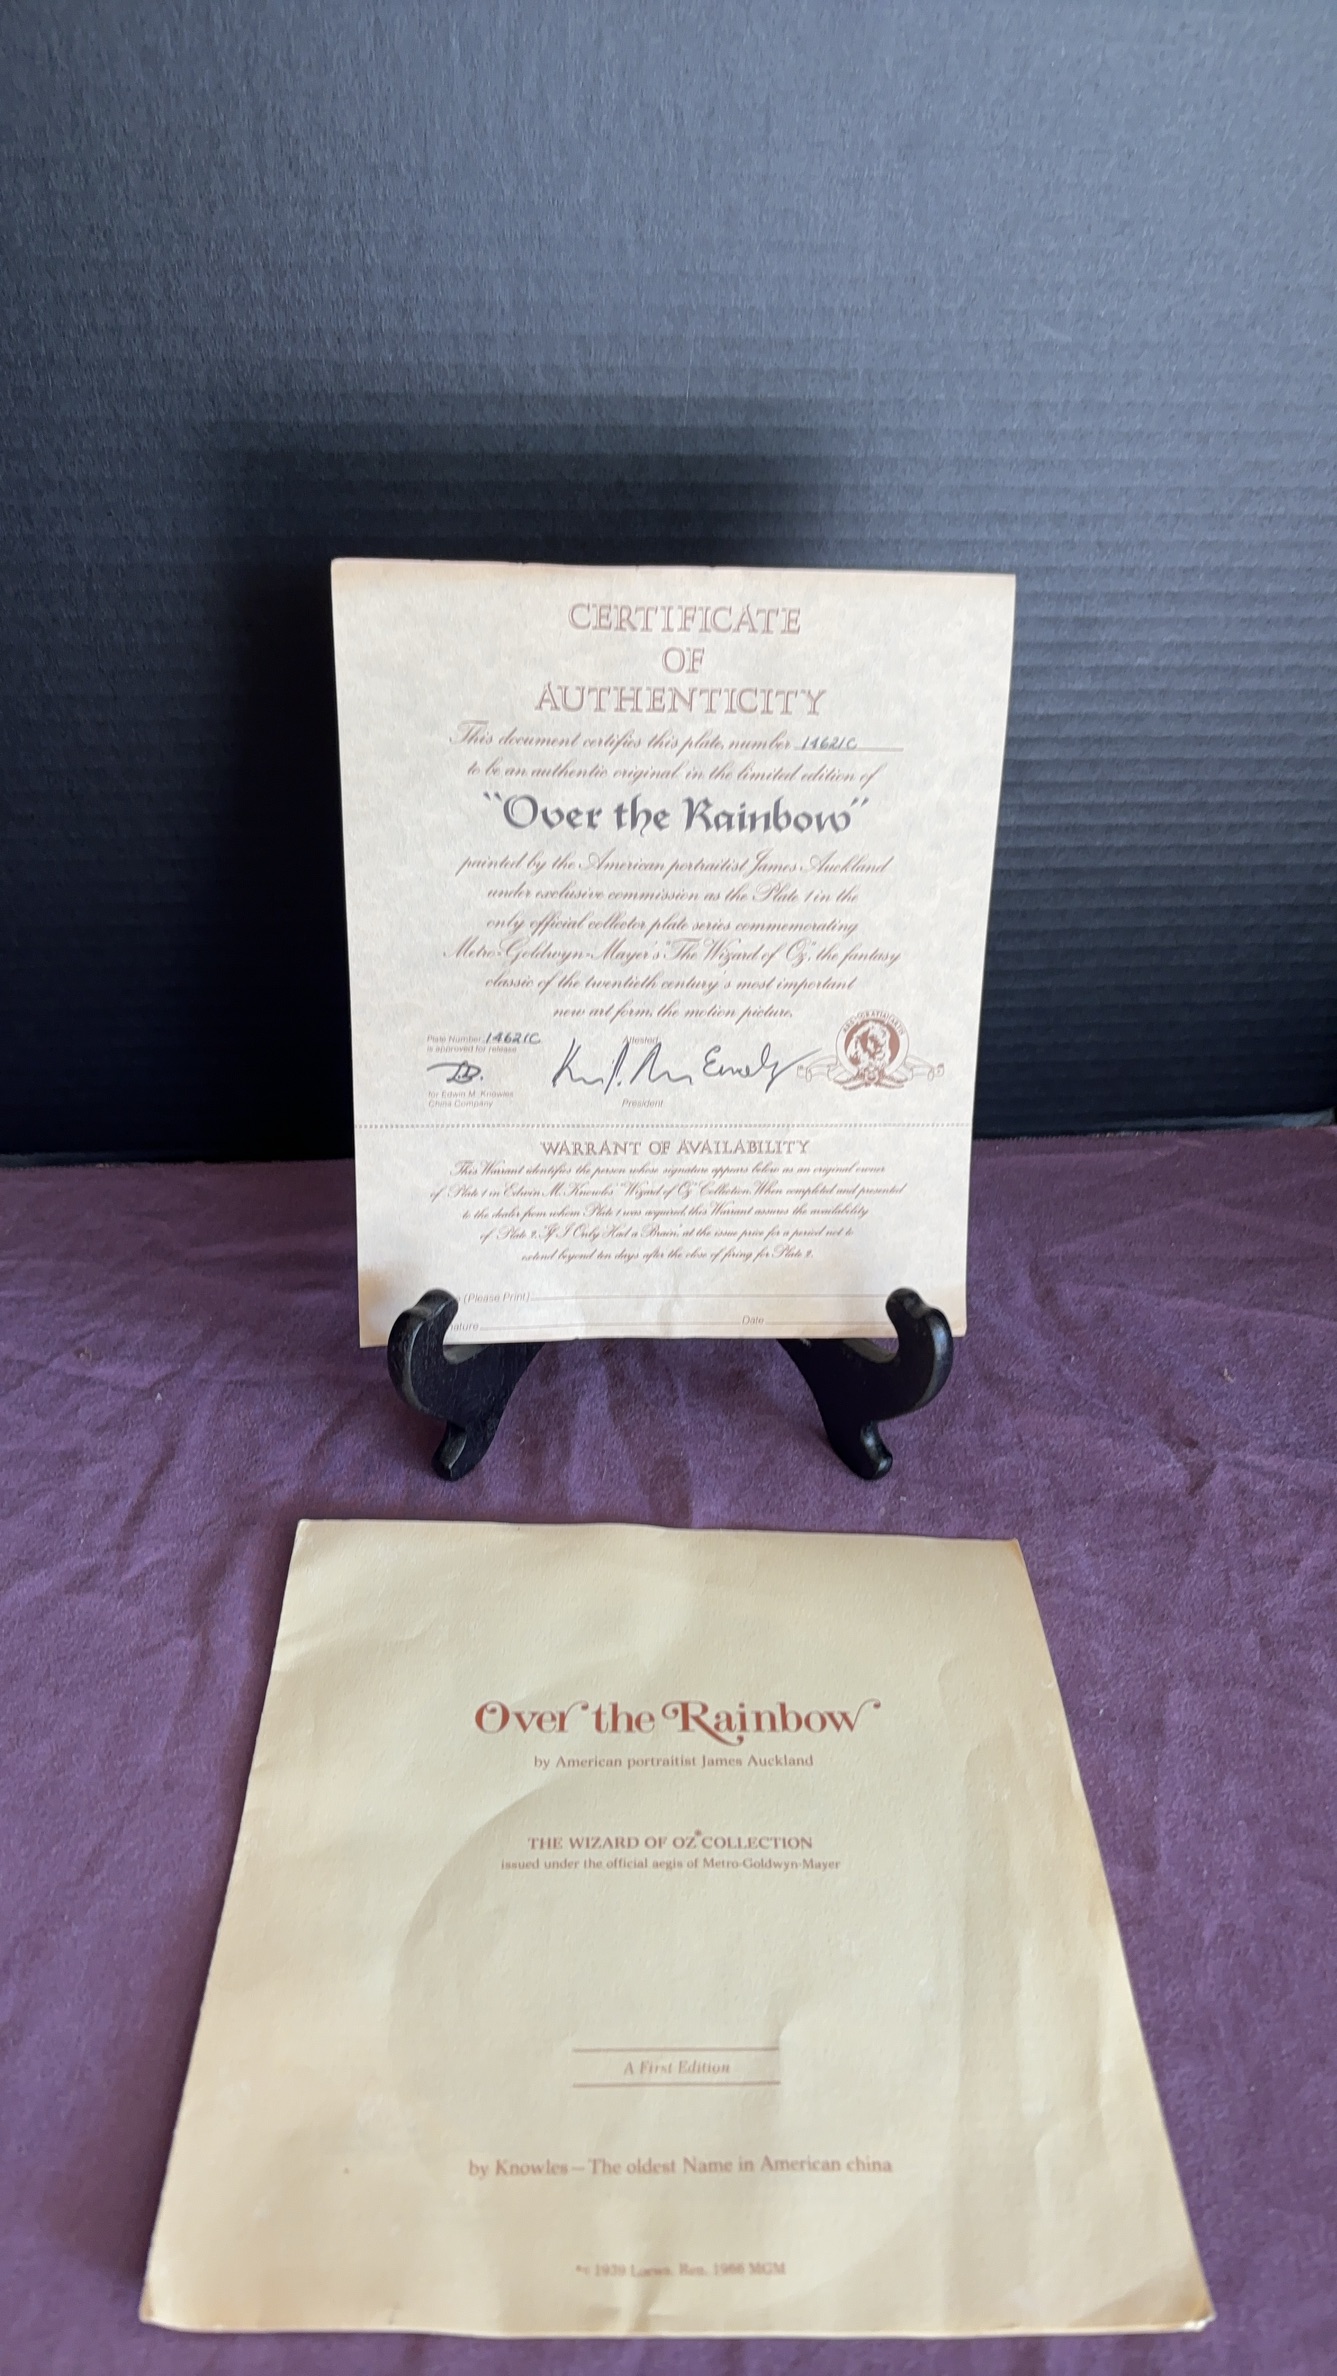 CERTIFICATE
OF
AUTHENTICITY
This document certifies this plate, number 14621C
to be an authentic original in the limited edition of
"Over the Rainbow"
painted by the American portraitist James Auckland
under exclusive commission as the Plate 1 in the
only official collector plate series commemorating
Metro-Goldwyn-Mayer's "The Wizard of Oz", the fantasy
classic of the twentieth century's most important
new art form, the motion picture.
Plate Number 14621C
is approved for release
for Edwin M. Knowles
China Company
Attested
President
WARRANT OF AVAILABILITY
This Warrant identifies the person whose signature appears below as an original owner
of Plate 1 in Edwin M. Knowles' "Wizard of Oz" Collection. When completed and presented
to the dealer from whom Plate 1 was acquired, this Warrant assures the availability
of Plate 2, "If I Only Had a Brain," at the issue price for a period not to
extend beyond ten days after the close of firing for Plate 2.
(Please Print)
Date
Over the Rainbow
by American portraitist James Auckland
THE WIZARD OF OZ* COLLECTION
issued under the official aegis of Metro-Goldwyn-Mayer
A First Edition
by Knowles – The oldest Name in American china
*© 1939 Loews. Ren. 1966 MGM